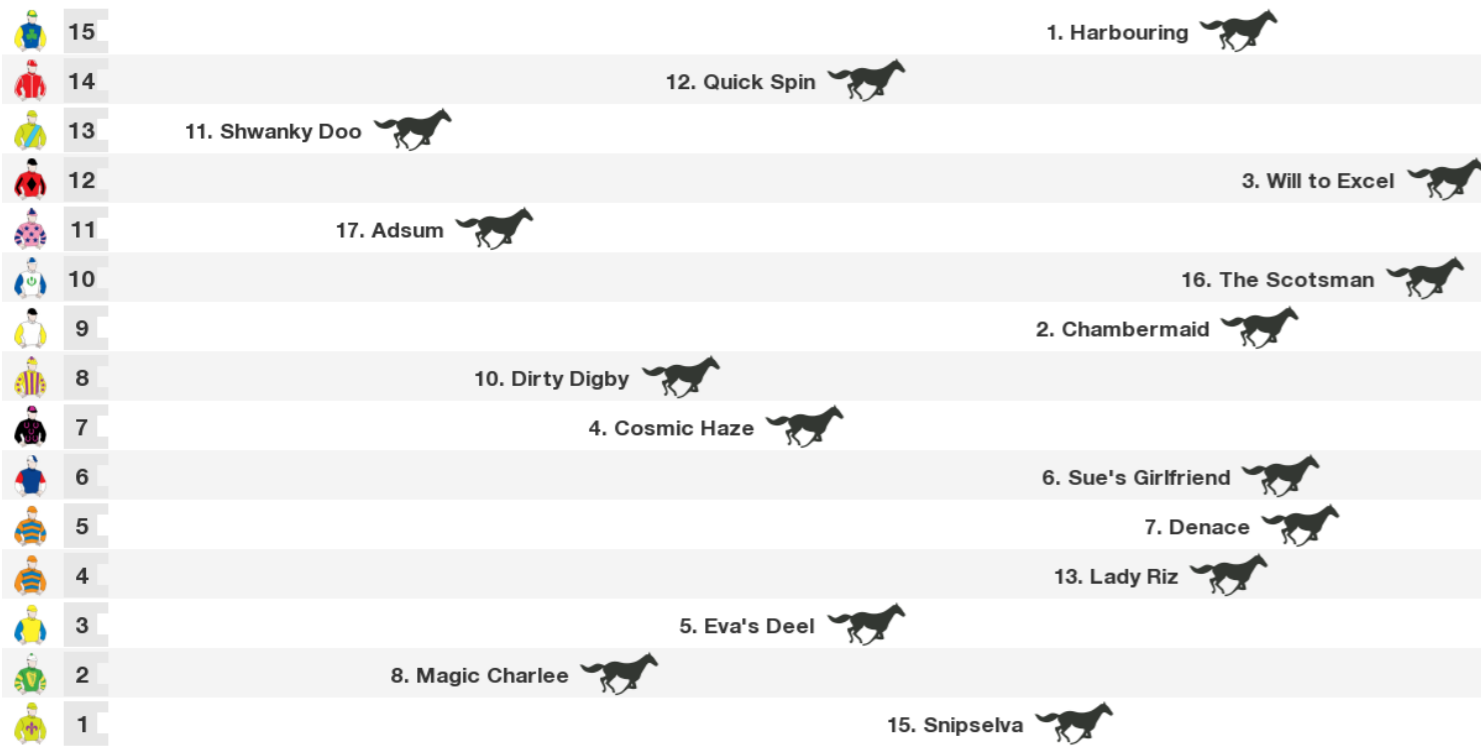 15 1. Harbouring
14 12. Quick Spin
13 11. Shwanky Doo
12 3. Will to Excel
11 17. Adsum
10 16. The Scotsman
9 2. Chambermaid
8 10. Dirty Digby
7 4. Cosmic Haze
6 6. Sue's Girlfriend
5 7. Denace
4 13. Lady Riz
3 5. Eva's Deel
2 8. Magic Charlee
1 15. Snipselva